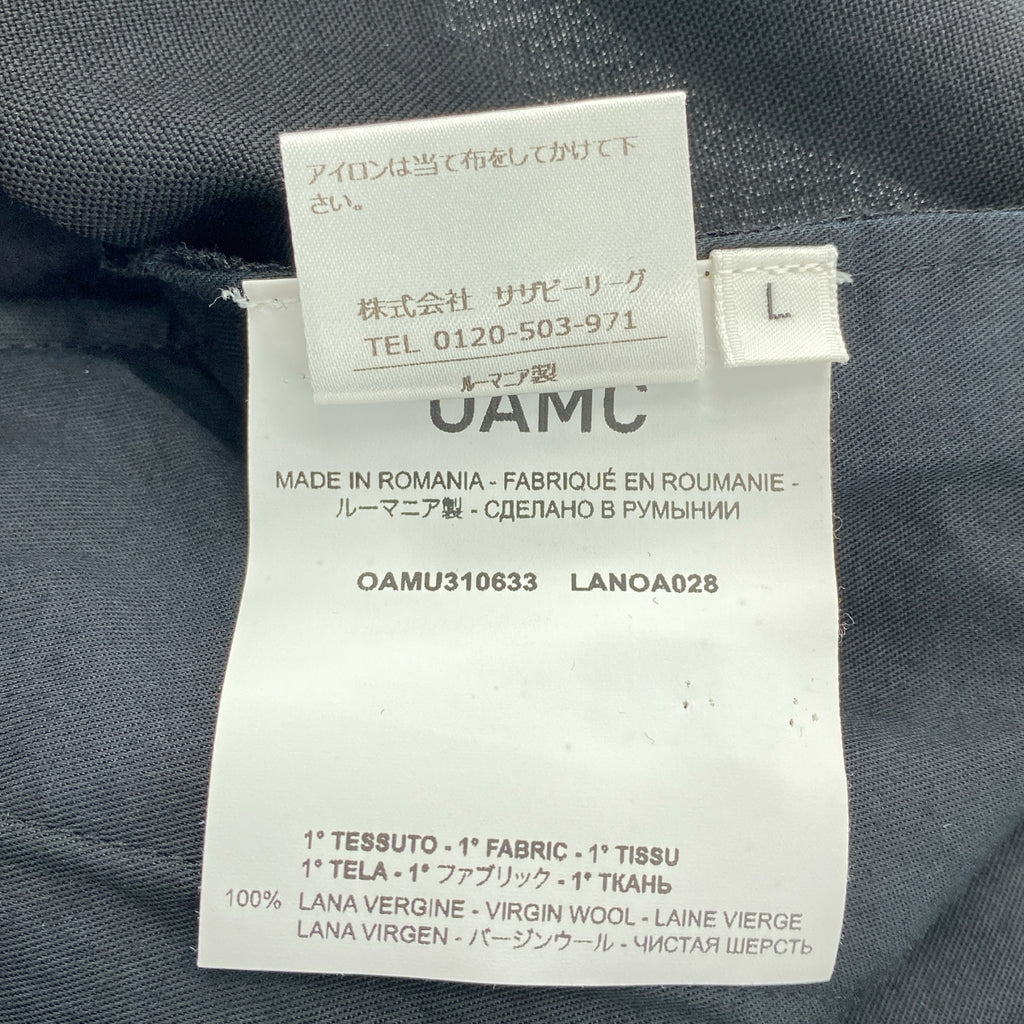 アイロンは当て布をしてかけて下
さい。
株式会社 サザビーリーグ
TEL 0120-503-971
ルーマニア製
L
OAMC
MADE IN ROMANIA - FABRIQUÉ EN ROUMANIE -
ルーマニア製 - СДЕЛАНО В РУМЫНИИ
OAMU310633 LANOA028
1° TESSUTO - 1° FABRIC - 1° TISSU
1° TELA - 1° ファブリック - 1° ТКАНЬ
100% LANA VERGINE - VIRGIN WOOL - LAINE VIERGE
LANA VIRGEN - バージンウール - ЧИСТАЯ ШЕРСТЬ